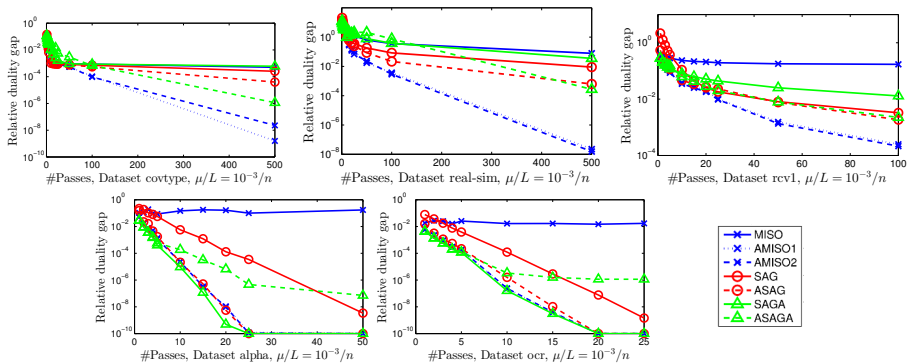 Relative duality gap
10^0
10^-2
10^-4
10^-6
10^-8
10^-10
0 100 200 300 400 500
#Passes, Dataset covtype, μ/L = 10^-3/n
Relative duality gap
10^2
10^0
10^-2
10^-4
10^-6
10^-8
0 100 200 300 400 500
#Passes, Dataset real-sim, μ/L = 10^-3/n
Relative duality gap
10^0
10^-2
10^-4
0 20 40 60 80 100
#Passes, Dataset rcv1, μ/L = 10^-3/n
Relative duality gap
10^0
10^-2
10^-4
10^-6
10^-8
10^-10
0 10 20 30 40 50
#Passes, Dataset alpha, μ/L = 10^-3/n
Relative duality gap
10^0
10^-2
10^-4
10^-6
10^-8
10^-10
0 5 10 15 20 25
#Passes, Dataset ocr, μ/L = 10^-3/n
MISO
AMISO1
AMISO2
SAG
ASAG
SAGA
ASAGA